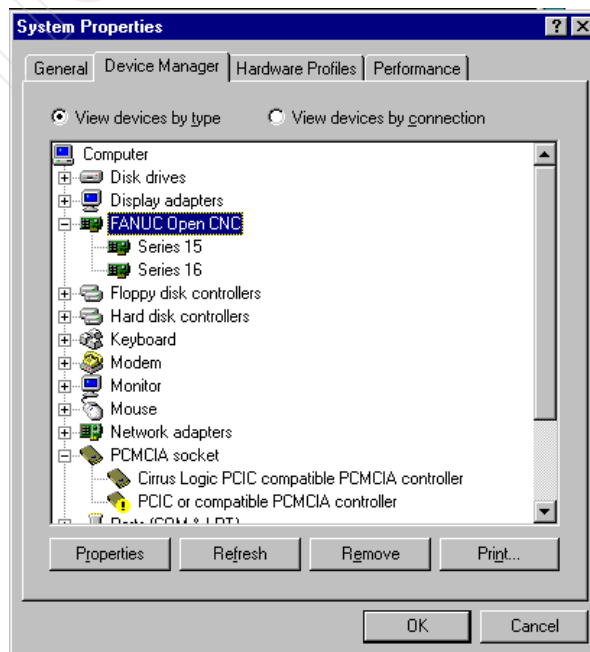 System Properties
General Device Manager Hardware Profiles Performance
View devices by type View devices by connection
Computer
Disk drives
Display adapters
FANUC Open CNC
Series 15
Series 16
Floppy disk controllers
Hard disk controllers
Keyboard
Modem
Monitor
Mouse
Network adapters
PCMCIA socket
Cirrus Logic PCIC compatible PCMCIA controller
PCIC or compatible PCMCIA controller
Ports (COM & LPT)
Properties Refresh Remove Print...
OK Cancel